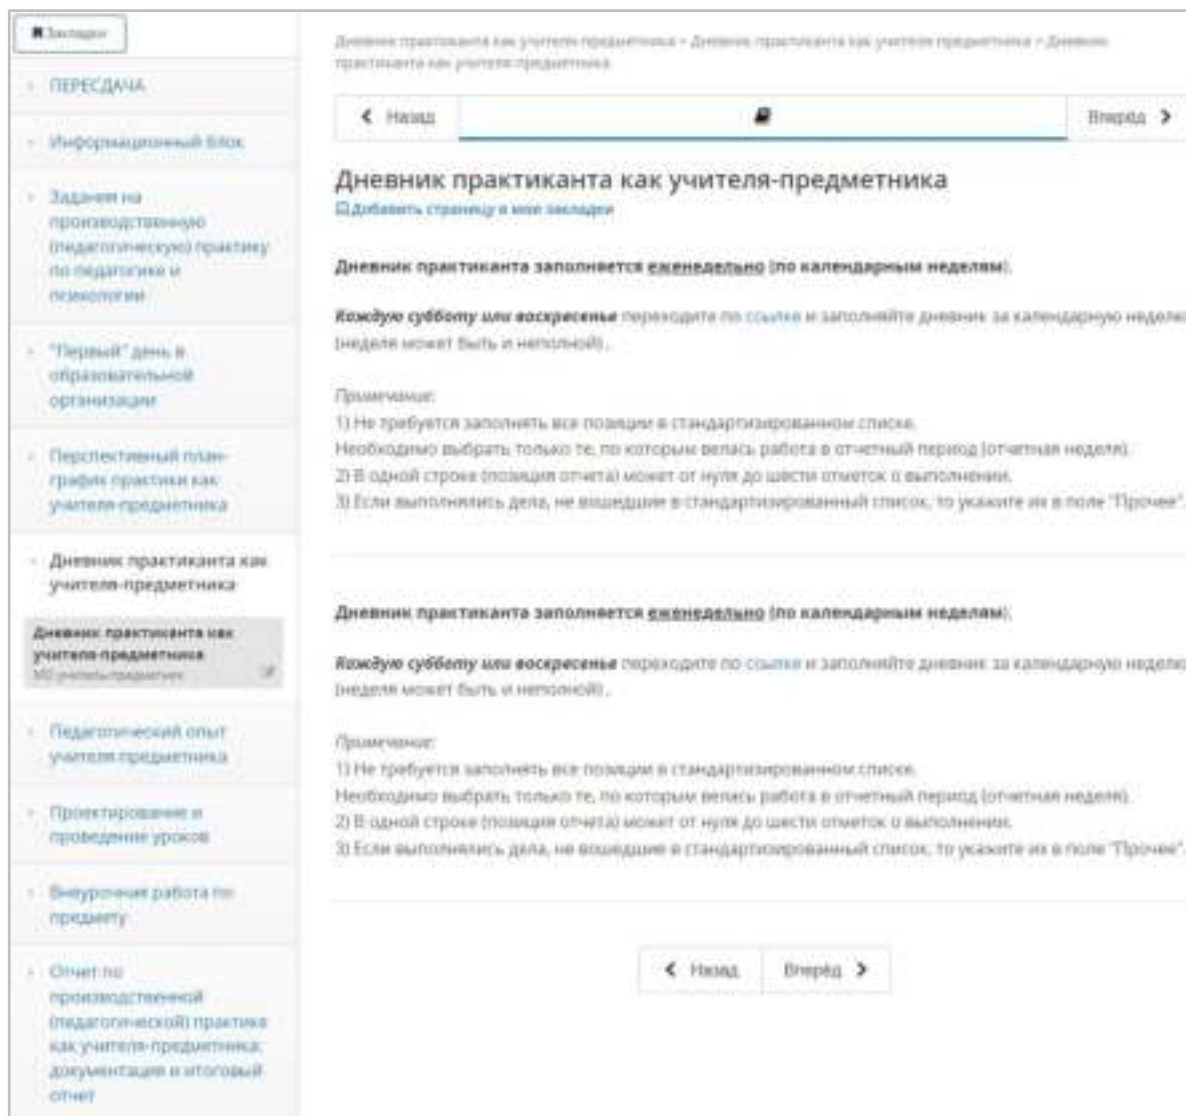 Закладки
ПЕРЕСДАЧА
Информационный блок
Задания на
производственную
(педагогическую) практику
по педагогике и
психологии
"Первый" день в
образовательной
организации
Перспективный план-
график практики как
учителя-предметника
Дневник практиканта как
учителя-предметника
Дневник практиканта как
учителя-предметника
учитель-предметник
Педагогический опыт
учителя-предметника
Проектирование и
проведение уроков
Внеурочная работа по
предмету
Отчет по
производственной
(педагогической) практике
как учителя-предметника:
документация и итоговый
отчет
Дневник практиканта как учителя-предметника > Дневник практиканта как учителя-предметника > Дневник
практиканта как учителя-предметника
Назад
Вперёд
Дневник практиканта как учителя-предметника
Добавить страницу в мои закладки
Дневник практиканта заполняется еженедельно (по календарным неделям).
Каждую субботу или воскресенье переходите по ссылке и заполняйте дневник за календарную неделю
(неделя может быть и неполной).
Примечание:
1) Не требуется заполнять все позиции в стандартизированном списке.
Необходимо выбрать только те, по которым велась работа в отчетный период (отчетная неделя).
2) В одной строке (позиция отчета) может от нуля до шести отметок о выполнении.
3) Если выполнялись дела, не вошедшие в стандартизированный список, то укажите их в поле "Прочее".
Дневник практиканта заполняется еженедельно (по календарным неделям).
Каждую субботу или воскресенье переходите по ссылке и заполняйте дневник за календарную неделю
(неделя может быть и неполной).
Примечание:
1) Не требуется заполнять все позиции в стандартизированном списке.
Необходимо выбрать только те, по которым велась работа в отчетный период (отчетная неделя).
2) В одной строке (позиция отчета) может от нуля до шести отметок о выполнении.
3) Если выполнялись дела, не вошедшие в стандартизированный список, то укажите их в поле "Прочее".
Назад
Вперёд